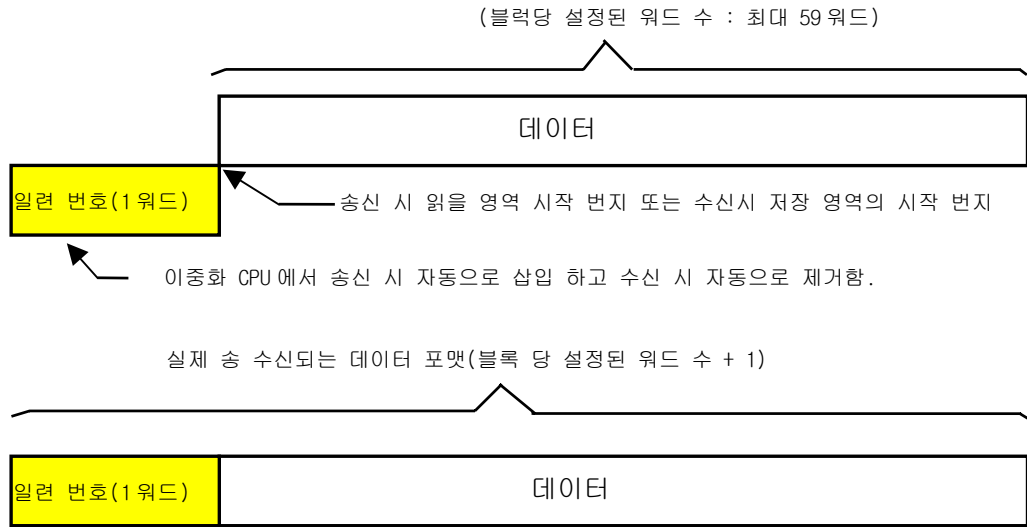 (블럭당 설정된 워드 수 : 최대 59워드)
데이터
일련 번호(1워드)
송신 시 읽을 영역 시작 번지 또는 수신시 저장 영역의 시작 번지
이중화 CPU에서 송신 시 자동으로 삽입 하고 수신 시 자동으로 제거함.
실제 송 수신되는 데이터 포맷(블록 당 설정된 워드 수 + 1)
일련 번호(1워드)
데이터